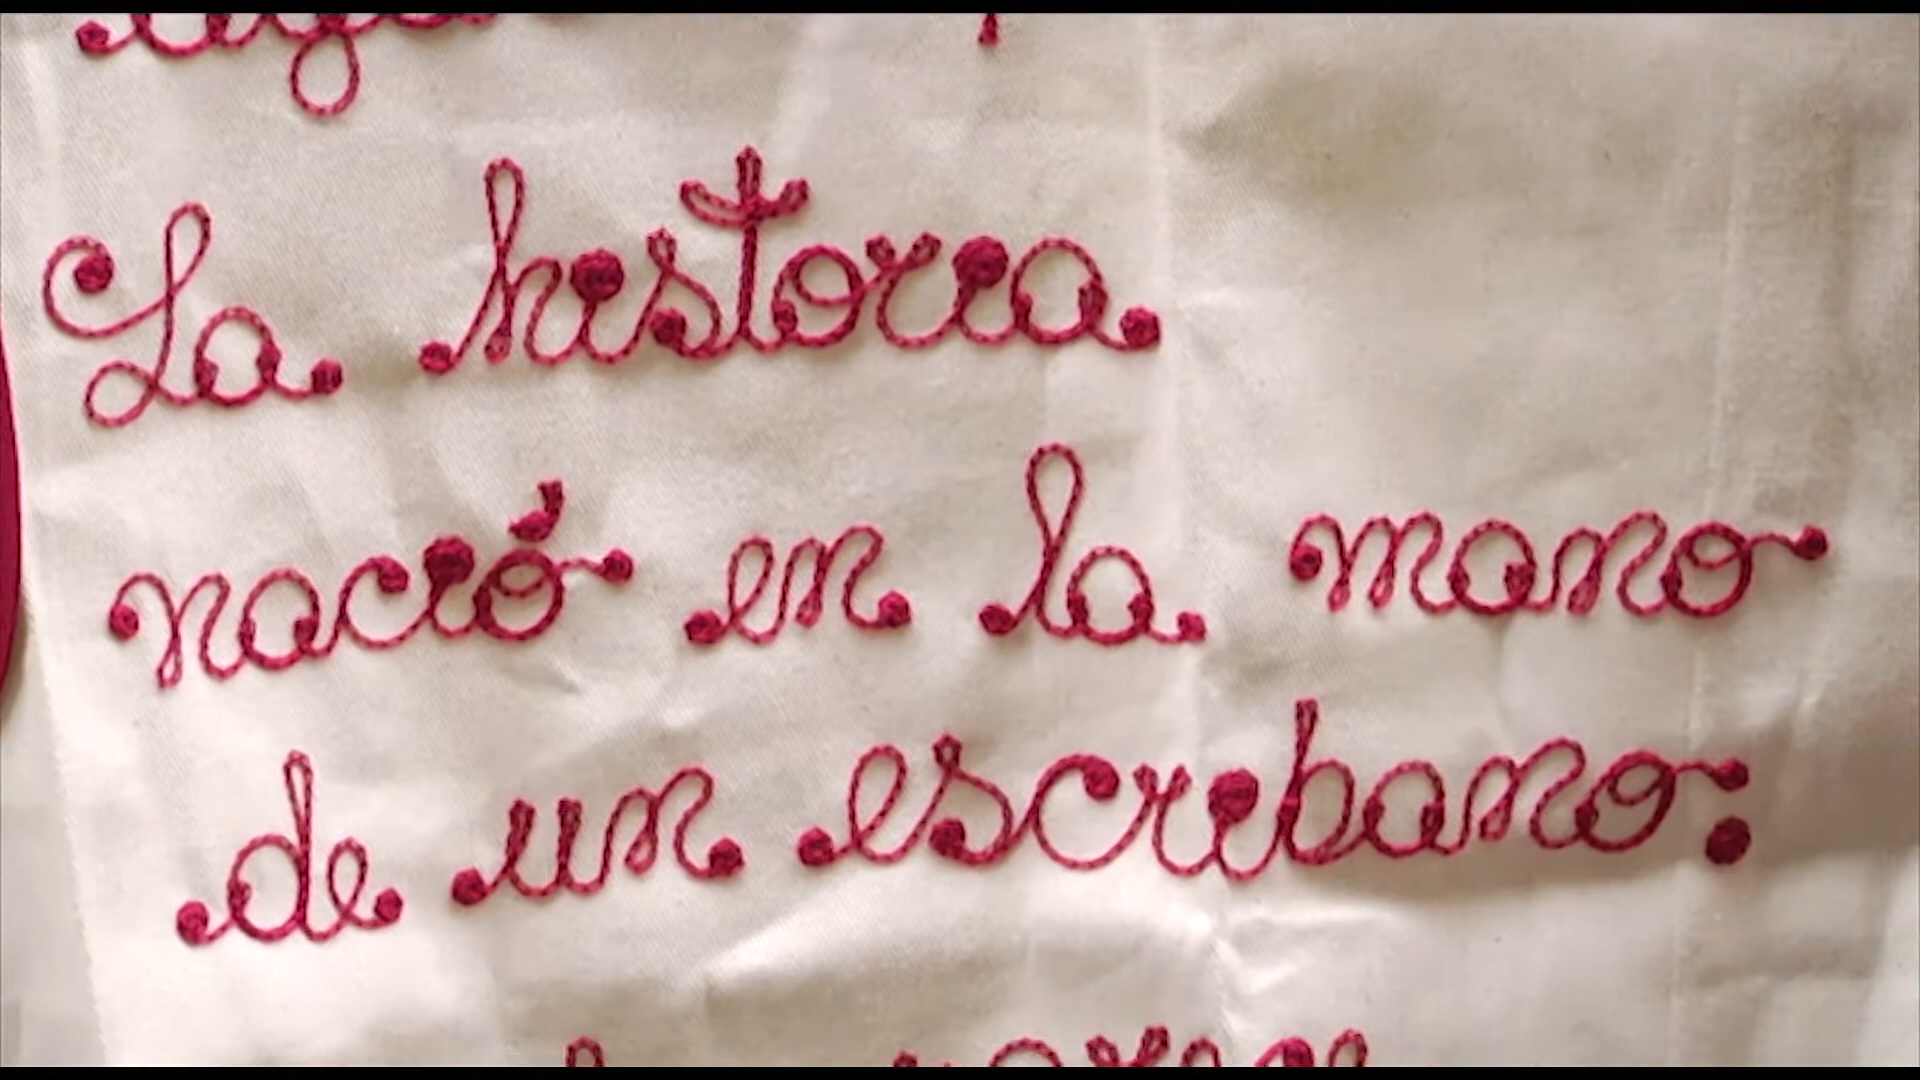 La historia
nació en la mano
de un escribano: